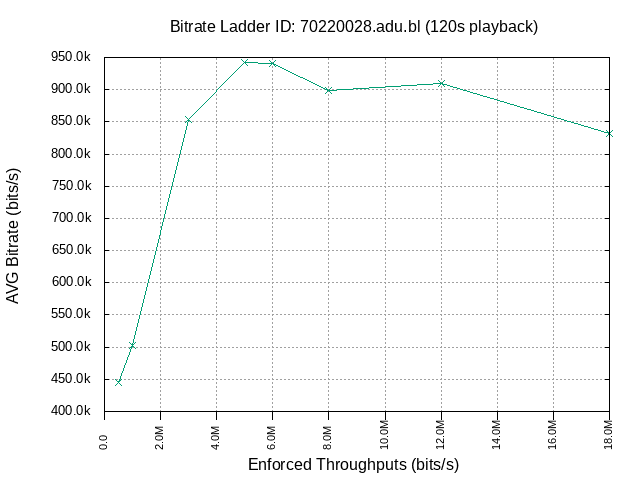 Bitrate Ladder ID: 70220028.adu.bl (120s playback)
950.0k
900.0k
850.0k
800.0k
750.0k
700.0k
650.0k
600.0k
550.0k
500.0k
450.0k
400.0k
AVG Bitrate (bits/s)
0.0
2.0M
4.0M
6.0M
8.0M
10.0M
12.0M
14.0M
16.0M
18.0M
Enforced Throughputs (bits/s)